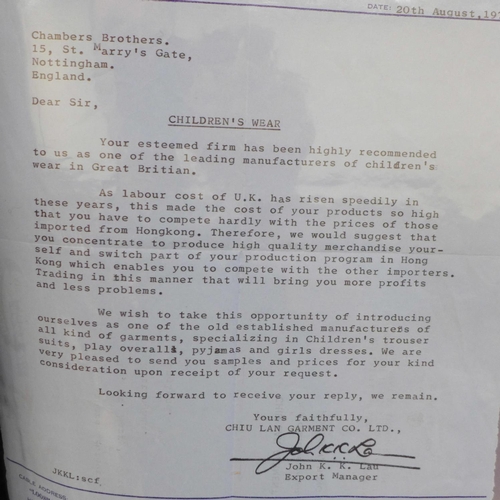 DATE: 20th August, 19
Chambers Brothers.
15, St. Marry's Gate,
Nottingham.
England.
Dear Sir,
CHILDREN'S WEAR
Your esteemed firm has been highly recommended
to us as one of the leading manufacturers of children's
wear in Great Britian.
As labour cost of U.K. has risen speedily in
these years, this made the cost of your products so high
that you have to compete hardly with the prices of those
imported from Hongkong. Therefore, we would suggest that
you concentrate to produce high quality merchandise your-
self and switch part of your production program in Hong
Kong which enables you to compete with the other importers.
Trading in this manner that will bring you more profits
and less problems.
We wish to take this opportunity of introducing
ourselves as one of the old established manufacturers of
all kind of garments, specializing in Children's trouser
suits, play overalls, pyjamas and girls dresses. We are
very pleased to send you samples and prices for your kind
consideration upon receipt of your request.
Looking forward to receive your reply, we remain.
Yours faithfully,
CHIU LAN GARMENT CO. LTD.,
John K. K. Lau
John K. K. Lau
Export Manager
JKKL:scf.
CABLE ADDRESS